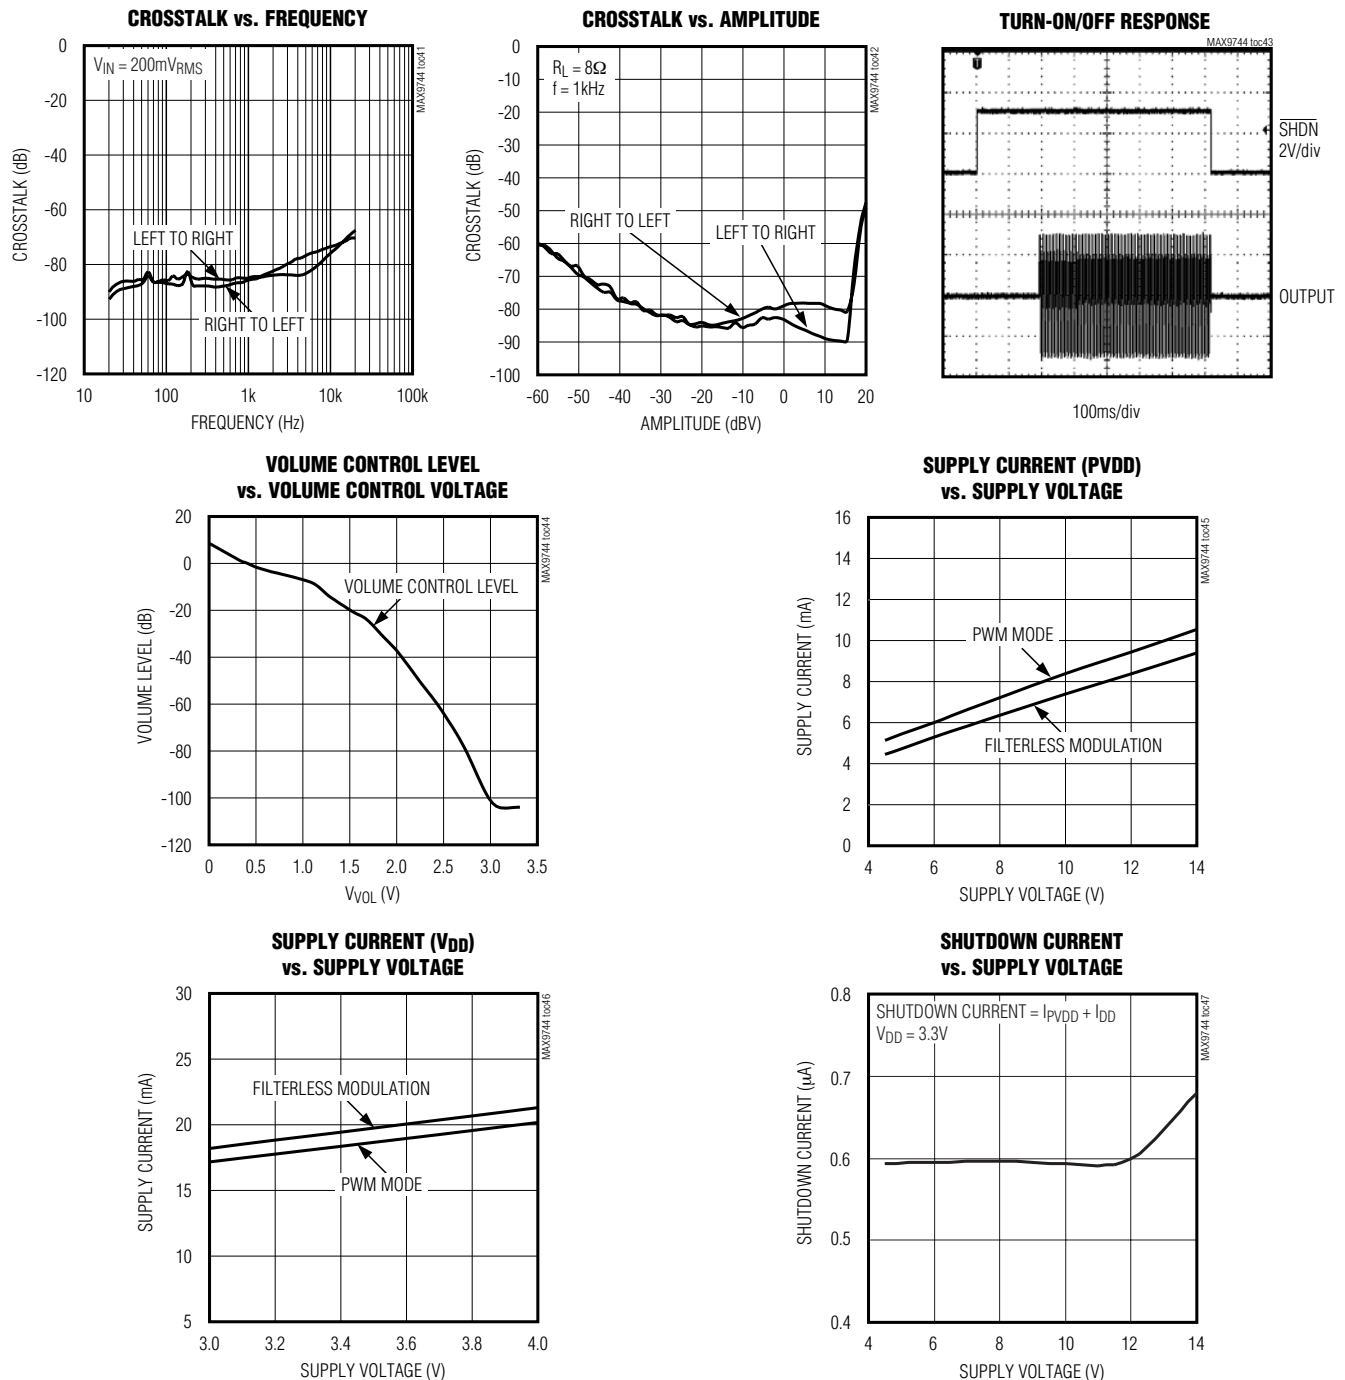 CROSSTALK vs. FREQUENCY
MAX9744 toc41
VIN = 200mVRMS
CROSSTALK (dB)
0
-20
-40
-60
-80
-100
-120
LEFT TO RIGHT
RIGHT TO LEFT
10
100
1k
10k
100k
FREQUENCY (Hz)
CROSSTALK vs. AMPLITUDE
MAX9744 toc42
RL = 8Ω
f = 1kHz
CROSSTALK (dB)
0
-10
-20
-30
-40
-50
-60
-70
-80
-90
-100
RIGHT TO LEFT
LEFT TO RIGHT
-60
-50
-40
-30
-20
-10
0
10
20
AMPLITUDE (dBV)
TURN-ON/OFF RESPONSE
MAX9744 toc43
SHDN
2V/div
OUTPUT
100ms/div
VOLUME CONTROL LEVEL
vs. VOLUME CONTROL VOLTAGE
MAX9744 toc44
VOLUME LEVEL (dB)
20
0
-20
-40
-60
-80
-100
-120
VOLUME CONTROL LEVEL
0
0.5
1.0
1.5
2.0
2.5
3.0
3.5
VVOL (V)
SUPPLY CURRENT (PVDD)
vs. SUPPLY VOLTAGE
MAX9744 toc45
SUPPLY CURRENT (mA)
16
14
12
10
8
6
4
2
0
PWM MODE
FILTERLESS MODULATION
4
6
8
10
12
14
SUPPLY VOLTAGE (V)
SUPPLY CURRENT (VDD)
vs. SUPPLY VOLTAGE
MAX9744 toc46
SUPPLY CURRENT (mA)
30
25
20
15
10
5
FILTERLESS MODULATION
PWM MODE
3.0
3.2
3.4
3.6
3.8
4.0
SUPPLY VOLTAGE (V)
SHUTDOWN CURRENT
vs. SUPPLY VOLTAGE
MAX9744 toc47
SHUTDOWN CURRENT = IPVDD + IDD
VDD = 3.3V
SHUTDOWN CURRENT (μA)
0.8
0.7
0.6
0.5
0.4
4
6
8
10
12
14
SUPPLY VOLTAGE (V)